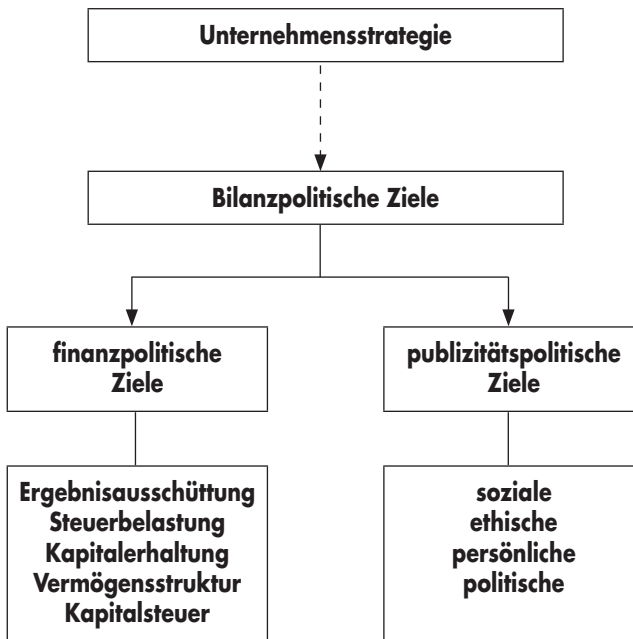 Unternehmensstrategie
Bilanzpolitische Ziele
finanzpolitische
Ziele
publizitätspolitische
Ziele
Ergebnisausschüttung
Steuerbelastung
Kapitalerhaltung
Vermögensstruktur
Kapitalsteuer
soziale
ethische
persönliche
politische